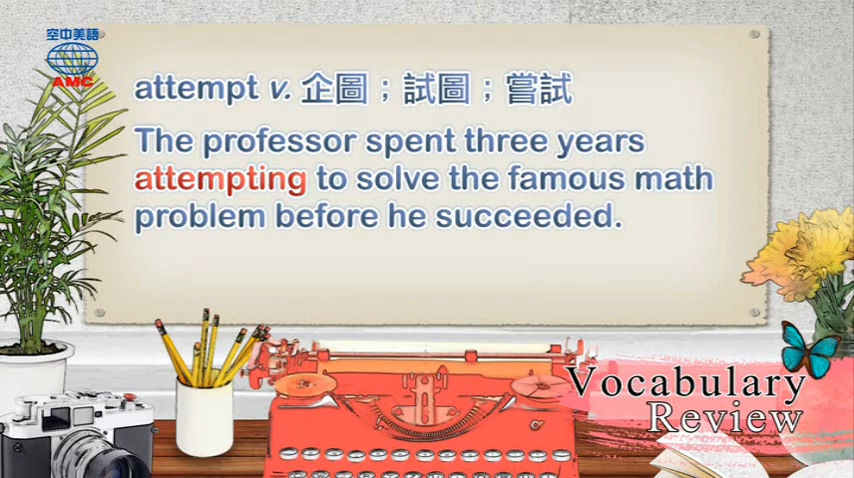 空中美語
AMC
attempt v. 企圖；試圖；嘗試
The professor spent three years
attempting to solve the famous math
problem before he succeeded.
Vocabulary
Review